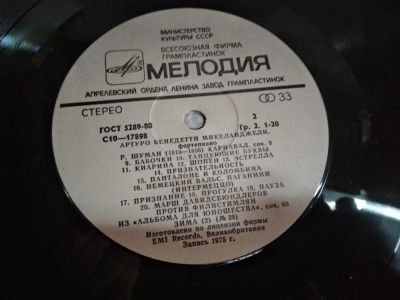 МИНИСТЕРСТВО
КУЛЬТУРЫ СССР
ВСЕСОЮЗНАЯ ФИРМА
ГРАМПЛАСТИНОК
МЕЛОДИЯ
АПРЕЛЕВСКИЙ ОРДЕНА ЛЕНИНА ЗАВОД ГРАМПЛАСТИНОК
СТЕРЕО 33
ГОСТ 5289-80 2
С10—17898 Гр. 2. 1-20
АРТУРО БЕНЕДЕТТИ МИКЕЛАНДЖЕЛИ,
фортепиано
Р. ШУМАН (1810—1856) КАРНАВАЛ, соч. 9
9. БАБОЧКИ 10. ТАНЦУЮЩИЕ БУКВЫ
11. КИАРИНА 12. ШОПЕН 13. ЭСТРЕЛЛА
14. ПРИЗНАТЕЛЬНОСТЬ
15. ПАНТАЛОНЕ И КОЛОМБИНА
16. НЕМЕЦКИЙ ВАЛЬС. ПАГАНИНИ
(ИНТЕРМЕЦЦО)
17. ПРИЗНАНИЕ 18. ПРОГУЛКА 19. ПАУЗА
20. МАРШ ДАВИДСБЮНДЛЕРОВ
ПРОТИВ ФИЛИСТИМЛЯН
ИЗ «АЛЬБОМА ДЛЯ ЮНОШЕСТВА», соч. 68
ЗИМА (2) (№ 39)
Изготовлено по лицензии фирмы
EMI Records, Великобритания
Запись 1975 г.